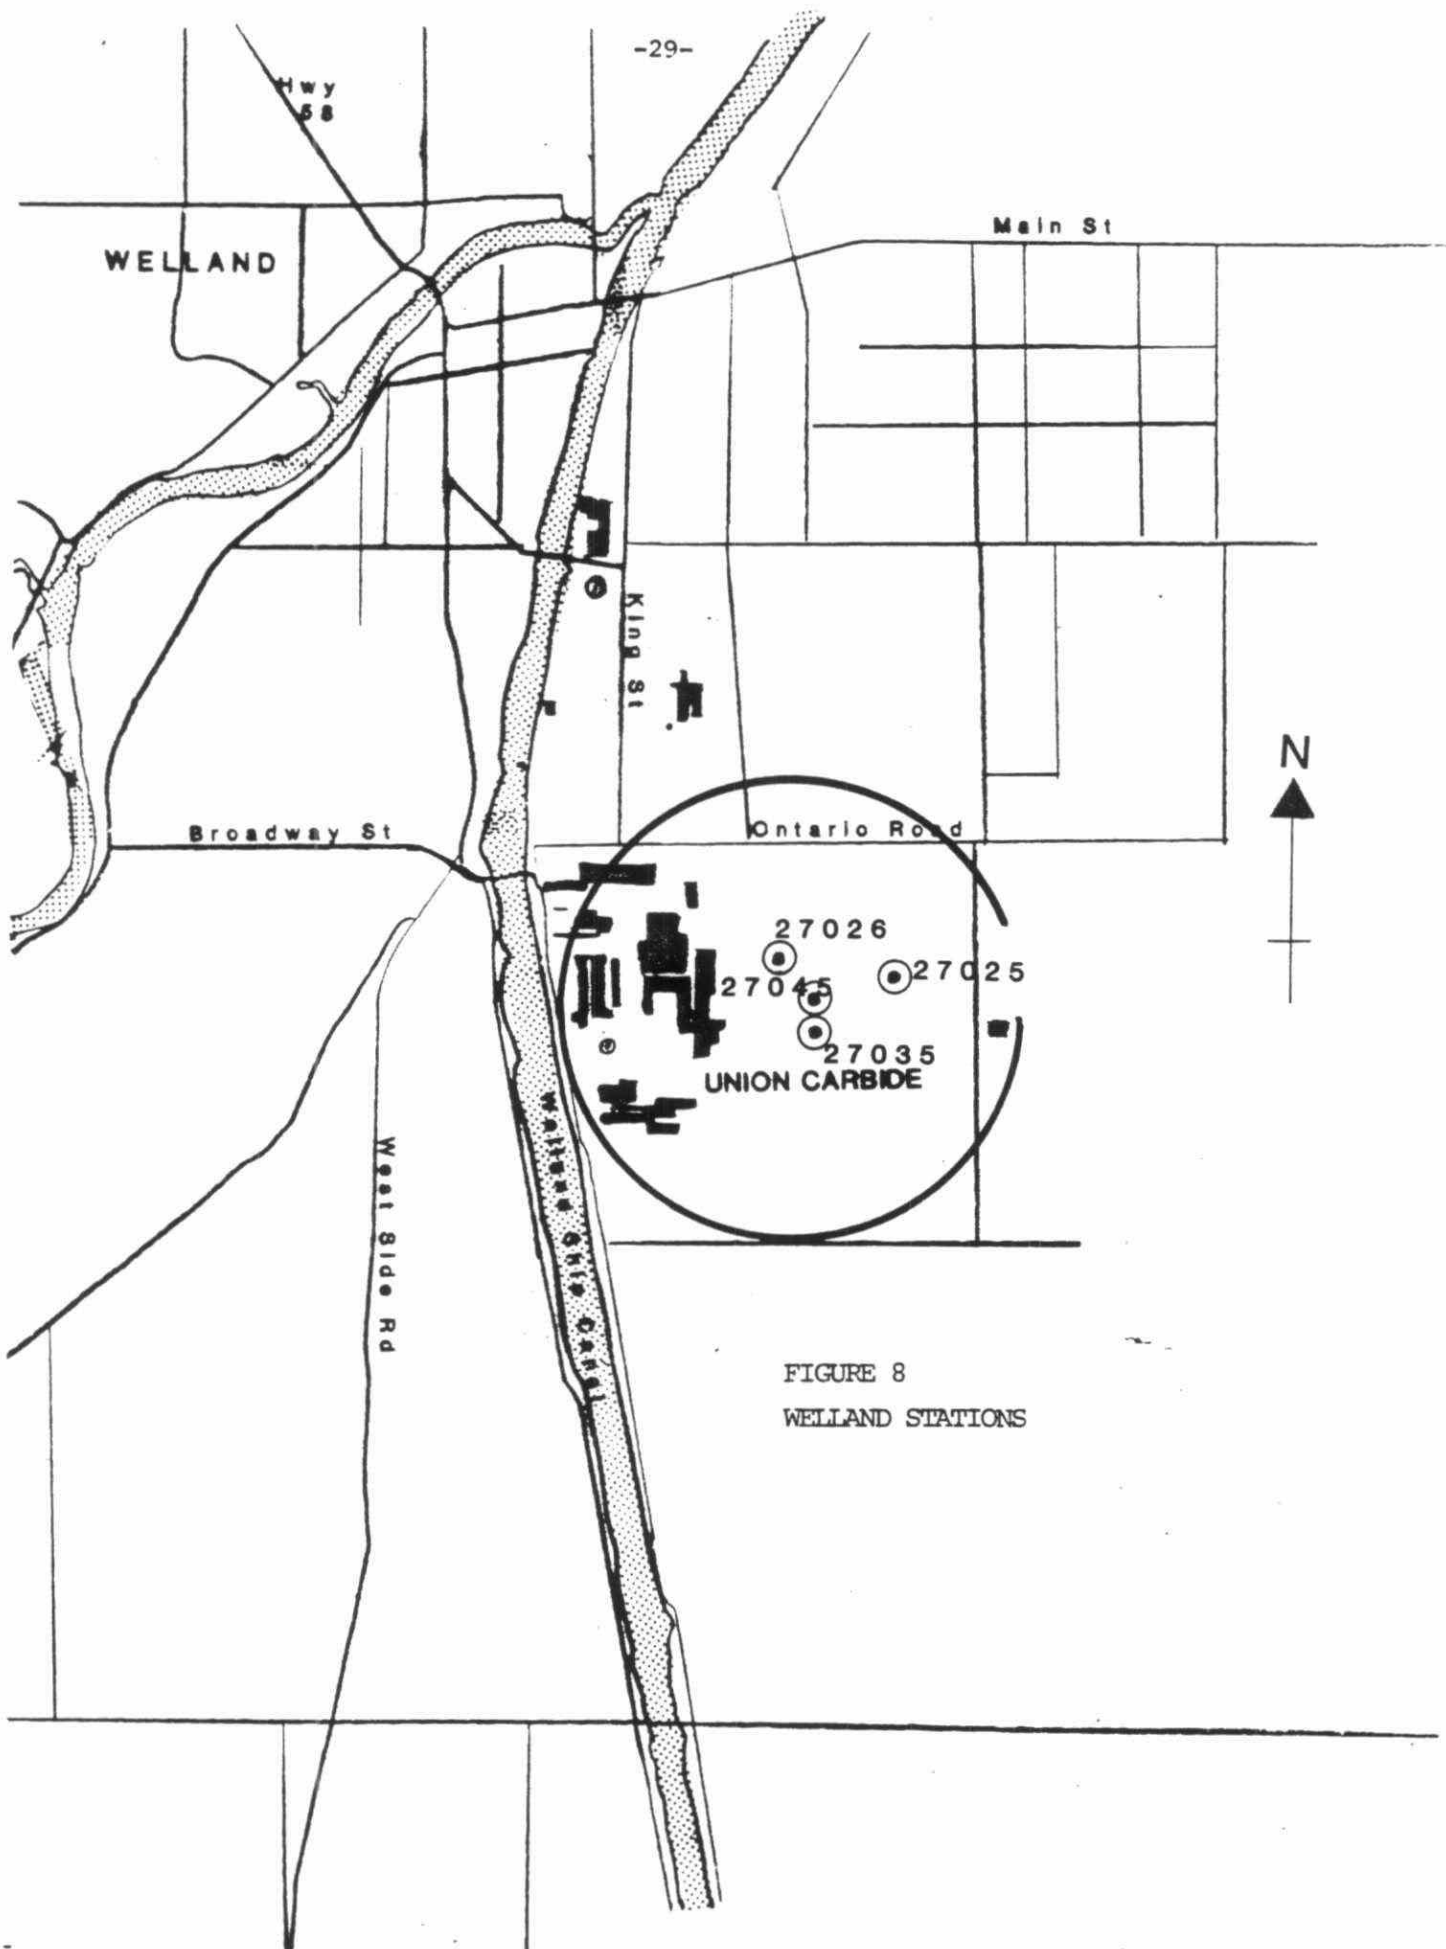 -29-
Hwy
58
Main St
WELLAND
King St
N
Broadway St
Ontario Road
27026
27025
27045
27035
UNION CARBIDE
Welland Ship Canal
West Side Rd
FIGURE 8
WELLAND STATIONS